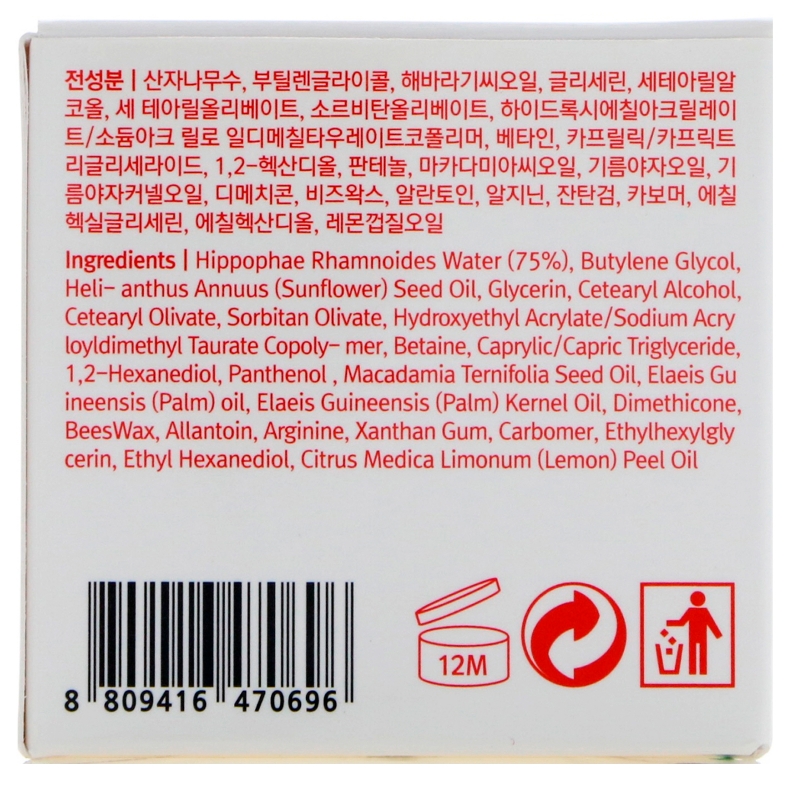 전성분 | 산자나무수, 부틸렌글라이콜, 해바라기씨오일, 글리세린, 세테아릴알
코올, 세 테아릴올리베이트, 소르비탄올리베이트, 하이드록시에칠아크릴레이
트/소듐아크 릴로 일디메칠타우레이트코폴리머, 베타인, 카프릴릭/카프릭트
리글리세라이드, 1,2-헥산디올, 판테놀, 마카다미아씨오일, 기름야자오일, 기
름야자커넬오일, 디메치콘, 비즈왁스, 알란토인, 알지닌, 잔탄검, 카보머, 에칠
헥실글리세린, 에칠헥산디올, 레몬껍질오일
Ingredients | Hippophae Rhamnoides Water (75%), Butylene Glycol,
Heli- anthus Annuus (Sunflower) Seed Oil, Glycerin, Cetearyl Alcohol,
Cetearyl Olivate, Sorbitan Olivate, Hydroxyethyl Acrylate/Sodium Acry
loyldimethyl Taurate Copoly- mer, Betaine, Caprylic/Capric Triglyceride,
1,2-Hexanediol, Panthenol , Macadamia Ternifolia Seed Oil, Elaeis Gu
ineensis (Palm) oil, Elaeis Guineensis (Palm) Kernel Oil, Dimethicone,
BeesWax, Allantoin, Arginine, Xanthan Gum, Carbomer, Ethylhexylgly
cerin, Ethyl Hexanediol, Citrus Medica Limonum (Lemon) Peel Oil
12M
8 809416 470696